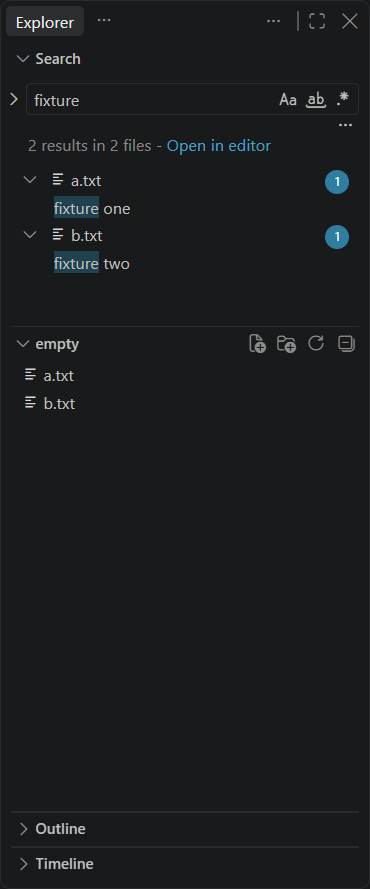 Explorer
Search
fixture
Aa ab .*
2 results in 2 files - Open in editor
a.txt 1
fixture one
b.txt 1
fixture two
empty
a.txt
b.txt
Outline
Timeline